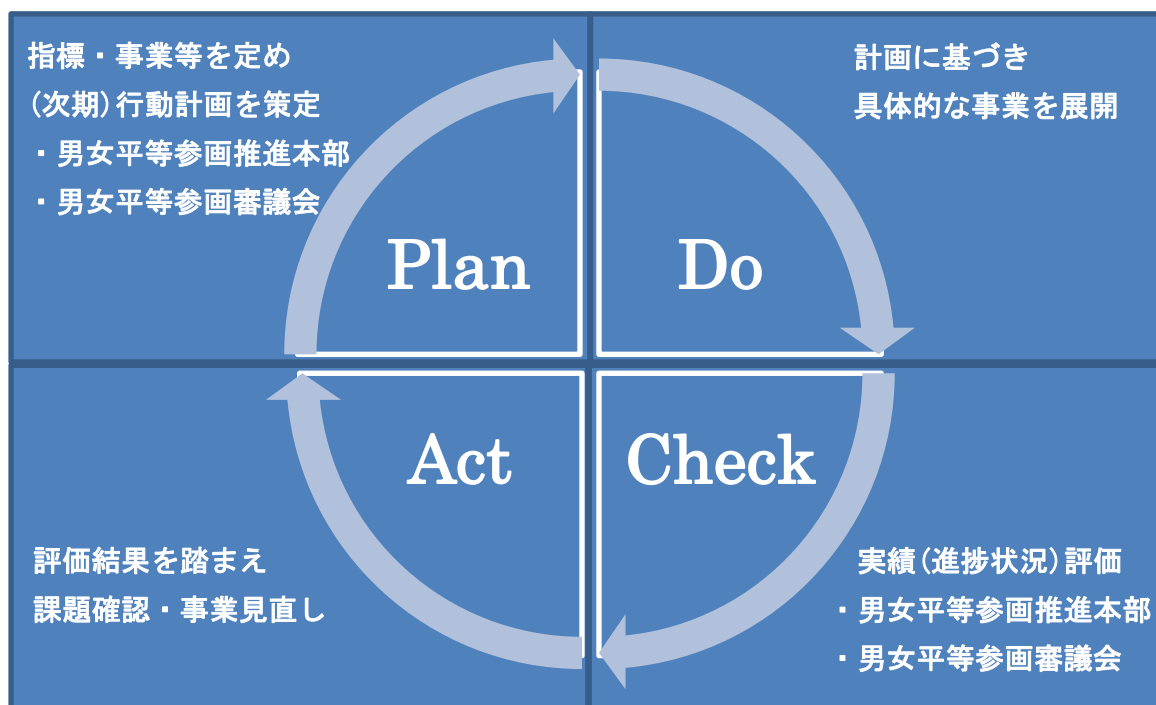 指標・事業等を定め
(次期)行動計画を策定
・男女平等参画推進本部
・男女平等参画審議会
Plan
計画に基づき
具体的な事業を展開
Do
Act
評価結果を踏まえ
課題確認・事業見直し
Check
実績(進捗状況)評価
・男女平等参画推進本部
・男女平等参画審議会